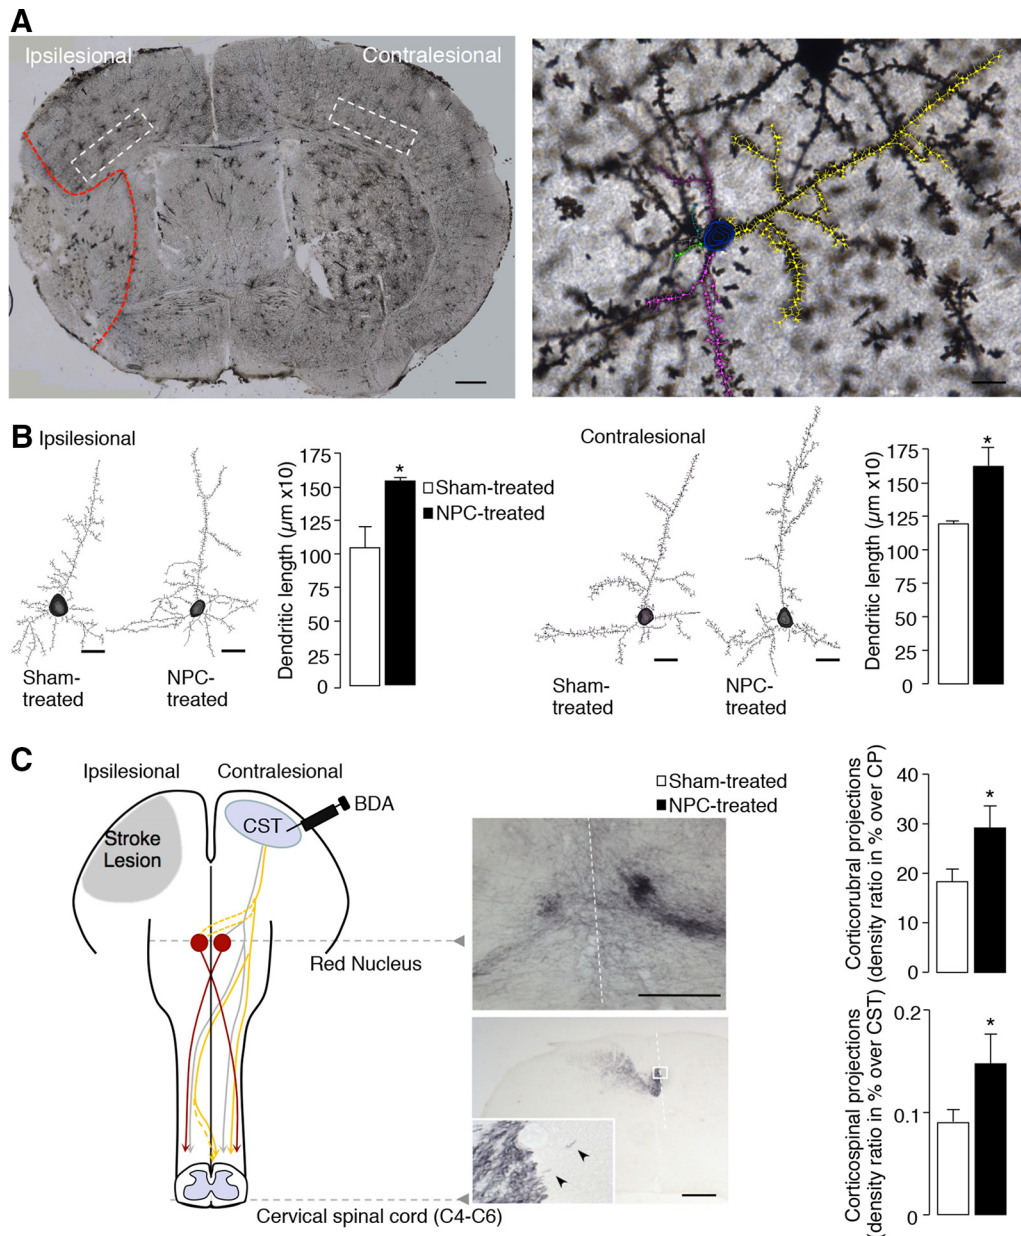 A
Ipsilesional
Contralesional
B
Ipsilesional
Dendritic length (µm x10)
175
150
125
100
75
50
25
0
*
Sham-treated
NPC-treated
Sham-
treated
NPC-
treated
Contralesional
Sham-
treated
NPC-
treated
Dendritic length (µm x10)
175
150
125
100
75
50
25
0
*
C
Ipsilesional
Contralesional
Stroke
Lesion
CST
BDA
Red Nucleus
Cervical spinal cord (C4-C6)
Sham-treated
NPC-treated
Corticorubral projections
(density ratio in % over CP)
40
30
20
10
0
*
Corticospinal projections
(density ratio in % over CST)
0.2
0.1
0
*